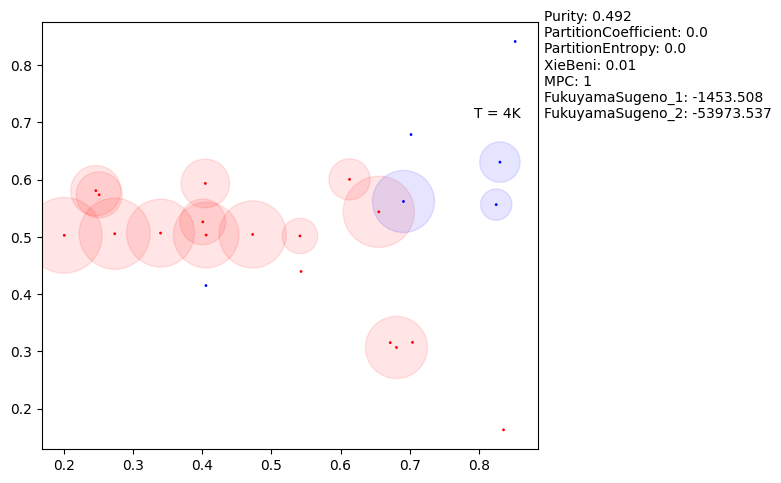 Purity: 0.492
PartitionCoefficient: 0.0
PartitionEntropy: 0.0
XieBeni: 0.01
MPC: 1
FukuyamaSugeno_1: -1453.508
FukuyamaSugeno_2: -53973.537
T = 4K
0.8
0.7
0.6
0.5
0.4
0.3
0.2
0.2 0.3 0.4 0.5 0.6 0.7 0.8